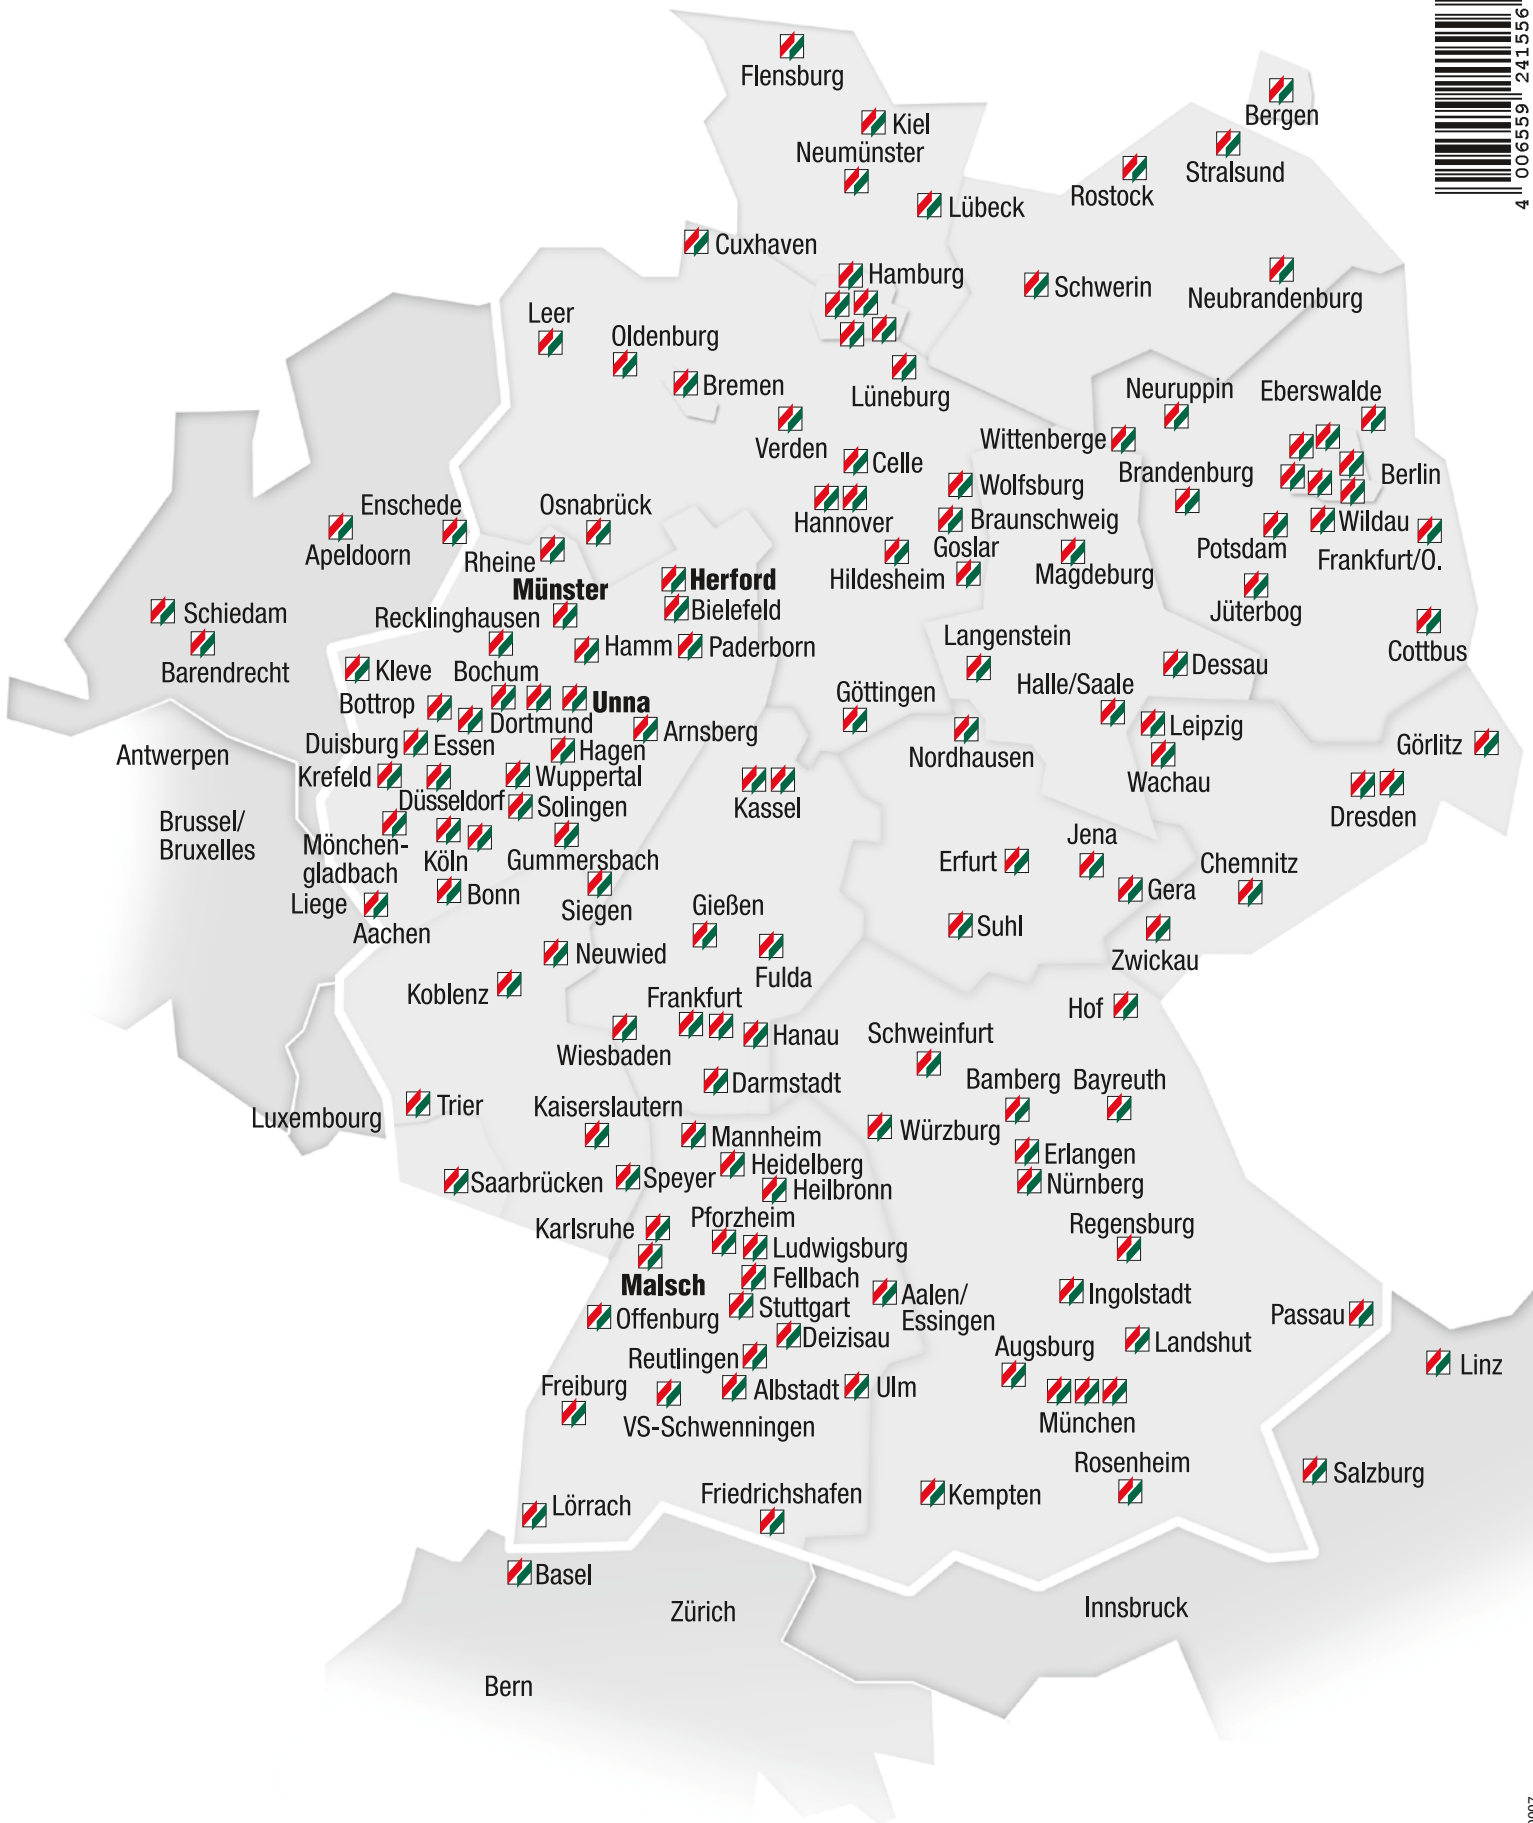 4 006559 241556
Flensburg
Bergen
Kiel
Neumünster
Stralsund
Rostock
Lübeck
Cuxhaven
Hamburg
Schwerin
Neubrandenburg
Leer
Oldenburg
Bremen
Lüneburg
Neuruppin
Eberswalde
Verden
Wittenberge
Celle
Brandenburg
Berlin
Wolfsburg
Enschede
Osnabrück
Hannover
Braunschweig
Wildau
Apeldoorn
Goslar
Potsdam
Frankfurt/O.
Rheine
Hildesheim
Magdeburg
Münster
Herford
Schiedam
Recklinghausen
Bielefeld
Jüterbog
Langenstein
Hamm
Paderborn
Cottbus
Barendrecht
Kleve
Bochum
Dessau
Halle/Saale
Göttingen
Bottrop
Unna
Dortmund
Arnsberg
Leipzig
Duisburg
Essen
Hagen
Nordhausen
Görlitz
Antwerpen
Krefeld
Wuppertal
Wachau
Düsseldorf
Solingen
Kassel
Dresden
Brussel/
Bruxelles
Mönchen-
gladbach
Köln
Gummersbach
Jena
Erfurt
Chemnitz
Liege
Bonn
Gera
Siegen
Gießen
Aachen
Suhl
Neuwied
Zwickau
Fulda
Koblenz
Frankfurt
Hof
Hanau
Schweinfurt
Wiesbaden
Darmstadt
Bamberg
Bayreuth
Trier
Kaiserslautern
Luxembourg
Mannheim
Würzburg
Erlangen
Heidelberg
Saarbrücken
Speyer
Heilbronn
Nürnberg
Pforzheim
Karlsruhe
Regensburg
Ludwigsburg
Malsch
Fellbach
Aalen/
Essingen
Ingolstadt
Stuttgart
Offenburg
Passau
Deizisau
Landshut
Reutlingen
Augsburg
Linz
Freiburg
Albstadt
Ulm
VS-Schwenningen
München
Rosenheim
Salzburg
Friedrichshafen
Kempten
Lörrach
Basel
Zürich
Innsbruck
Bern